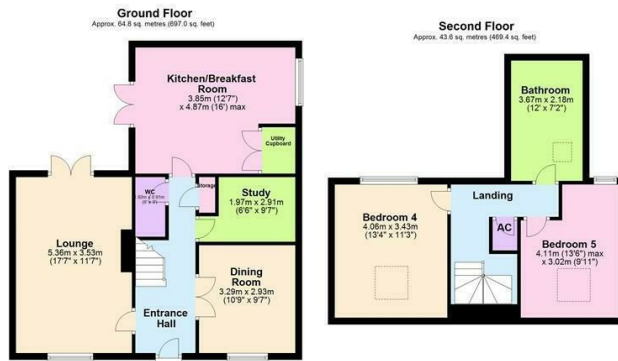 Ground Floor
Approx. 64.8 sq. metres (697.0 sq. feet)
Kitchen/Breakfast
Room
3.85m (12'7")
x 4.87m (16') max
Utility
Cupboard
WC
Storage
Study
1.97m x 2.91m
(6'6" x 9'7")
Lounge
5.36m x 3.53m
(17'7" x 11'7")
Dining
Room
3.29m x 2.93m
(10'9" x 9'7")
Entrance
Hall
Second Floor
Approx. 43.6 sq. metres (469.4 sq. feet)
Bathroom
3.67m x 2.18m
(12' x 7'2")
Landing
Bedroom 4
4.06m x 3.43m
(13'4" x 11'3")
AC
Bedroom 5
4.11m (13'6") max
x 3.02m (9'11")